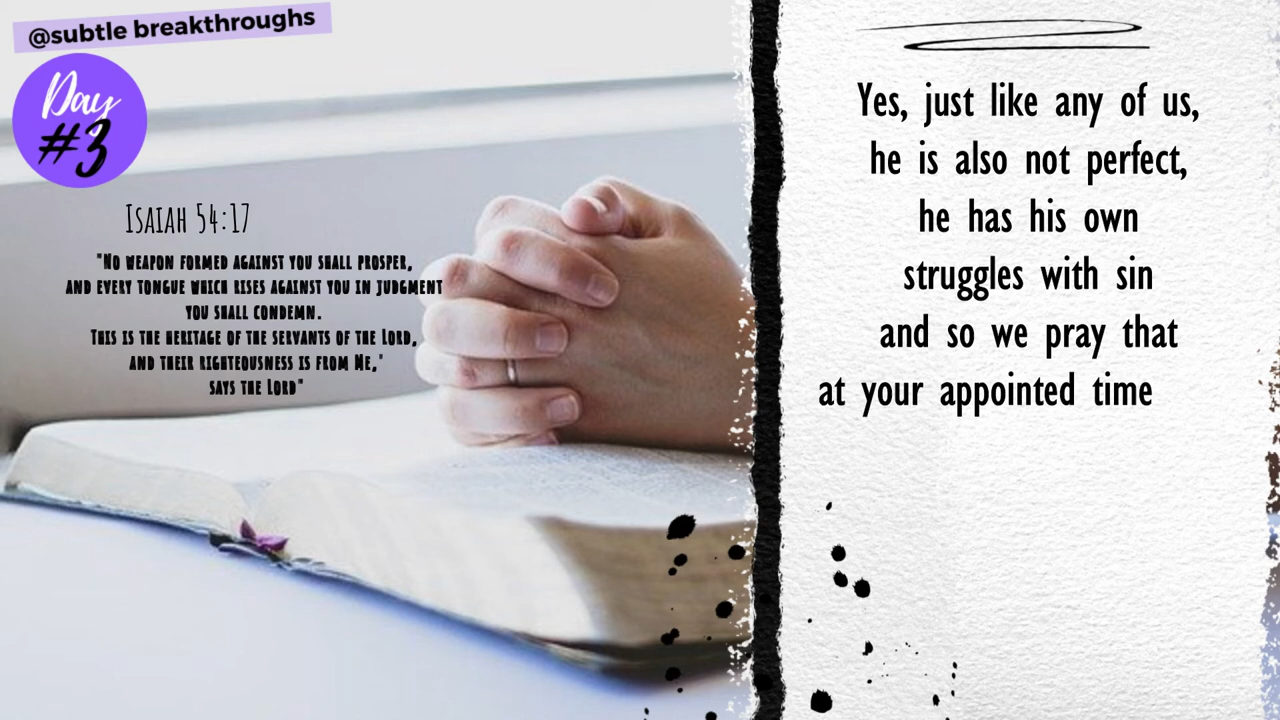 @subtle breakthroughs
Day
#3
Isaiah 54:17
"No weapon formed against you shall prosper,
and every tongue which rises against you in judgment
you shall condemn.
This is the heritage of the servants of the Lord,
and their righteousness is from Me,"
says the Lord"
Yes, just like any of us,
he is also not perfect,
he has his own
struggles with sin
and so we pray that
at your appointed time